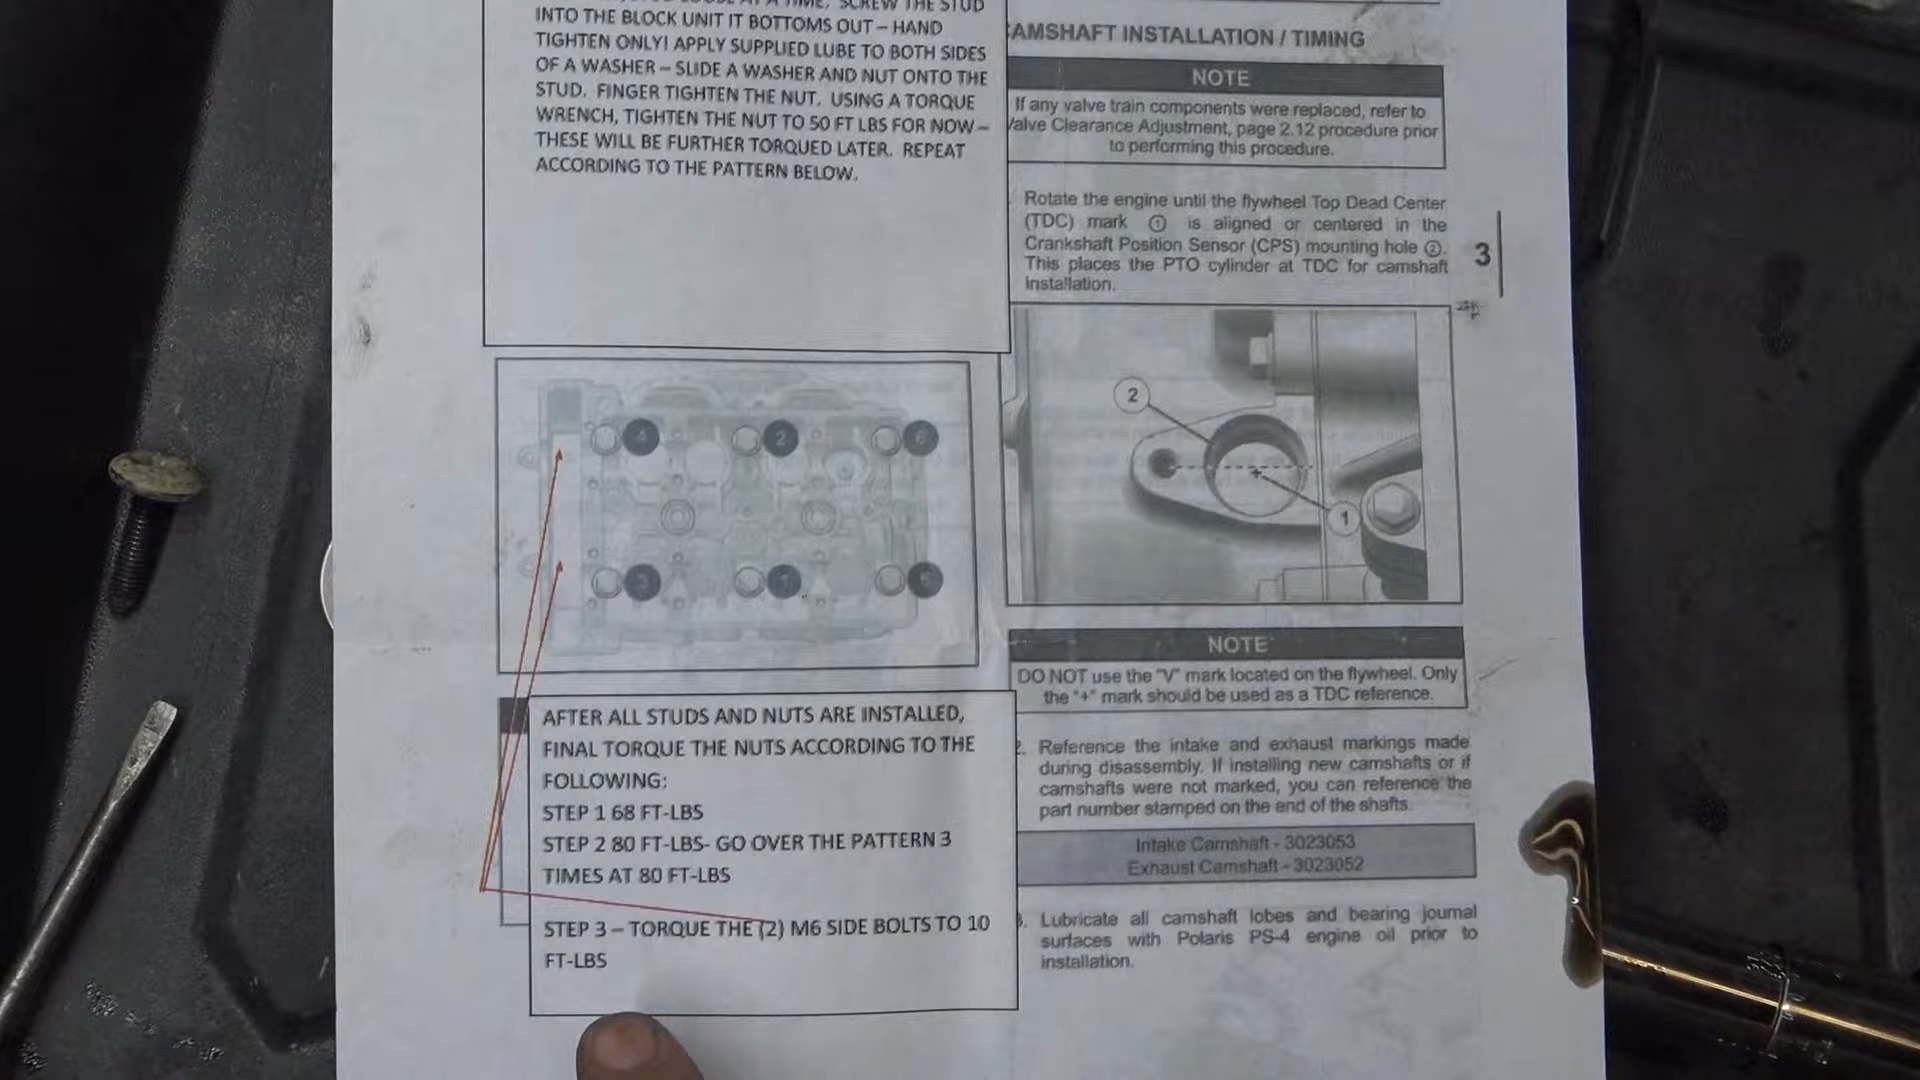 SCREW THE STUD
INTO THE BLOCK UNIT IT BOTTOMS OUT – HAND
TIGHTEN ONLY! APPLY SUPPLIED LUBE TO BOTH SIDES
OF A WASHER – SLIDE A WASHER AND NUT ONTO THE
STUD. FINGER TIGHTEN THE NUT. USING A TORQUE
WRENCH, TIGHTEN THE NUT TO 50 FT LBS FOR NOW –
THESE WILL BE FURTHER TORQUED LATER. REPEAT
ACCORDING TO THE PATTERN BELOW.
4
2
6
3
1
5
AFTER ALL STUDS AND NUTS ARE INSTALLED,
FINAL TORQUE THE NUTS ACCORDING TO THE
FOLLOWING:
STEP 1 68 FT-LBS
STEP 2 80 FT-LBS- GO OVER THE PATTERN 3
TIMES AT 80 FT-LBS
STEP 3 – TORQUE THE (2) M6 SIDE BOLTS TO 10
FT-LBS
CAMSHAFT INSTALLATION / TIMING
NOTE
If any valve train components were replaced, refer to
Valve Clearance Adjustment, page 2.12 procedure prior
to performing this procedure.
Rotate the engine until the flywheel Top Dead Center
(TDC) mark ① is aligned or centered in the
Crankshaft Position Sensor (CPS) mounting hole ②.
This places the PTO cylinder at TDC for camshaft
installation.
3
2
1
NOTE
DO NOT use the "V" mark located on the flywheel. Only
the "+" mark should be used as a TDC reference.
2. Reference the intake and exhaust markings made
during disassembly. If installing new camshafts or if
camshafts were not marked, you can reference the
part number stamped on the end of the shafts.
Intake Camshaft - 3023053
Exhaust Camshaft - 3023052
3. Lubricate all camshaft lobes and bearing journal
surfaces with Polaris PS-4 engine oil prior to
installation.